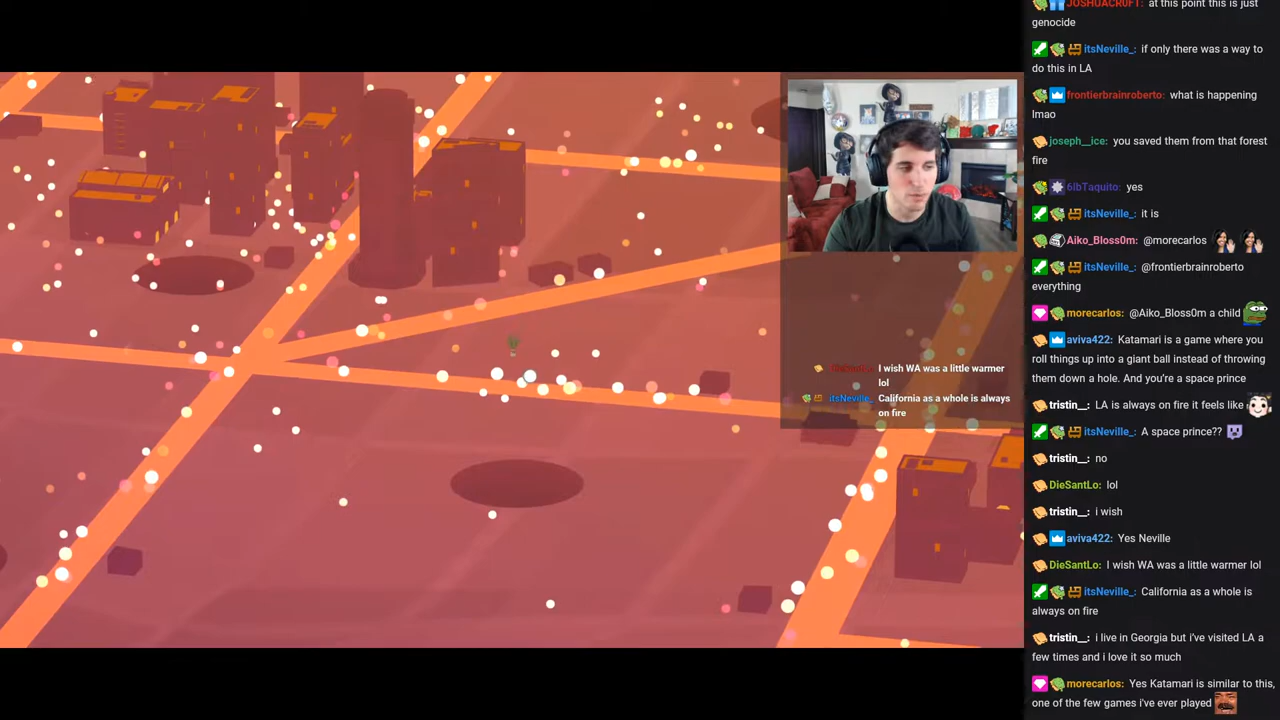 I wish WA was a little warmer
lol
itsNeville_: California as a whole is always
on fire
JOSHUACR0FT: at this point this is just
genocide
itsNeville_: if only there was a way to
do this in LA
frontierbrainroberto: what is happening
lmao
joseph__ice: you saved them from that forest
fire
6lbTaquito: yes
itsNeville_: it is
Aiko_Bloss0m: @morecarlos
itsNeville_: @frontierbrainroberto
everything
morecarlos: @Aiko_Bloss0m a child
aviva422: Katamari is a game where you
roll things up into a giant ball instead of throwing
them down a hole. And you're a space prince
tristin__: LA is always on fire it feels like
itsNeville_: A space prince??
tristin__: no
DieSantLo: lol
tristin__: i wish
aviva422: Yes Neville
DieSantLo: I wish WA was a little warmer lol
itsNeville_: California as a whole is
always on fire
tristin__: i live in Georgia but i've visited LA a
few times and i love it so much
morecarlos: Yes Katamari is similar to this,
one of the few games i've ever played